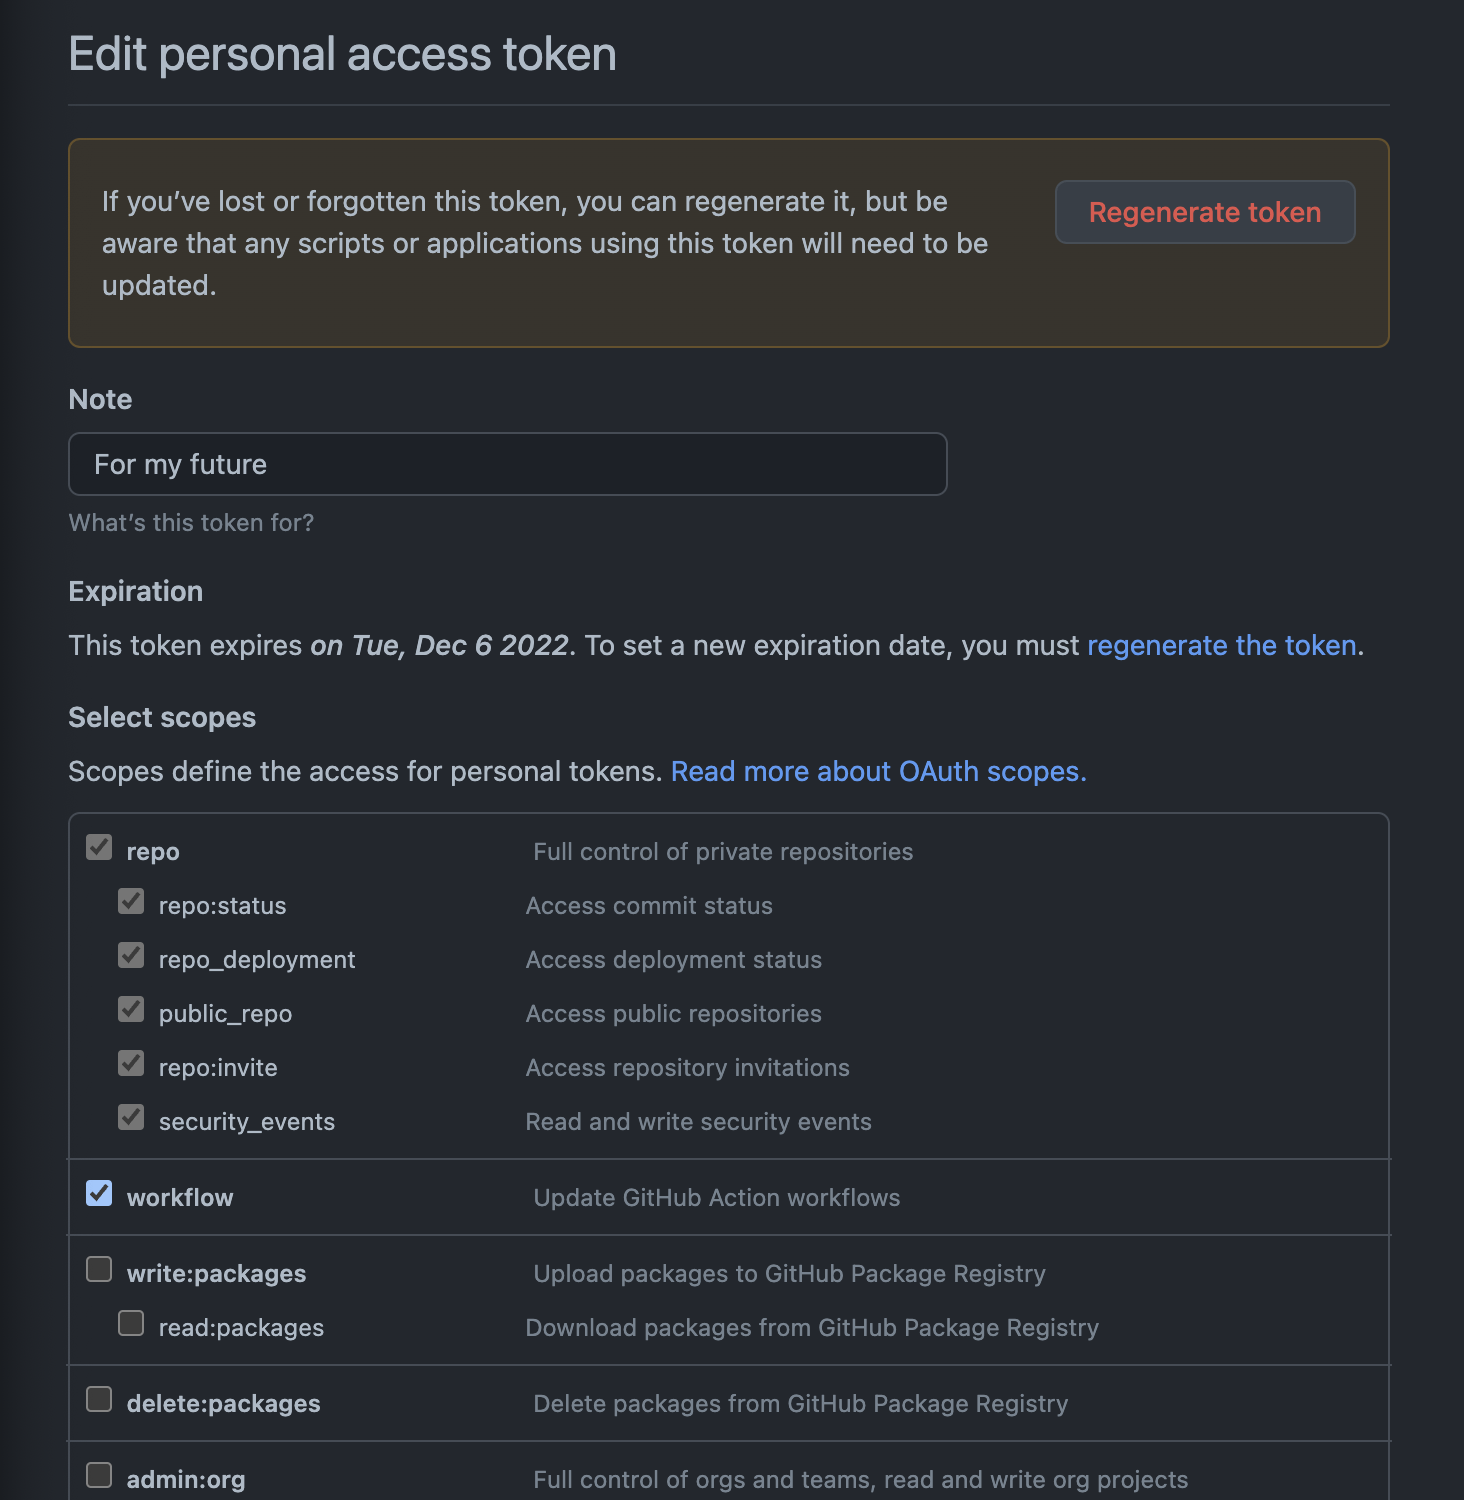 Edit personal access token
If you’ve lost or forgotten this token, you can regenerate it, but be
aware that any scripts or applications using this token will need to be
updated.
Regenerate token
Note
For my future
What’s this token for?
Expiration
This token expires on Tue, Dec 6 2022. To set a new expiration date, you must regenerate the token.
Select scopes
Scopes define the access for personal tokens. Read more about OAuth scopes.
repo Full control of private repositories
repo:status Access commit status
repo_deployment Access deployment status
public_repo Access public repositories
repo:invite Access repository invitations
security_events Read and write security events
workflow Update GitHub Action workflows
write:packages Upload packages to GitHub Package Registry
read:packages Download packages from GitHub Package Registry
delete:packages Delete packages from GitHub Package Registry
admin:org Full control of orgs and teams, read and write org projects